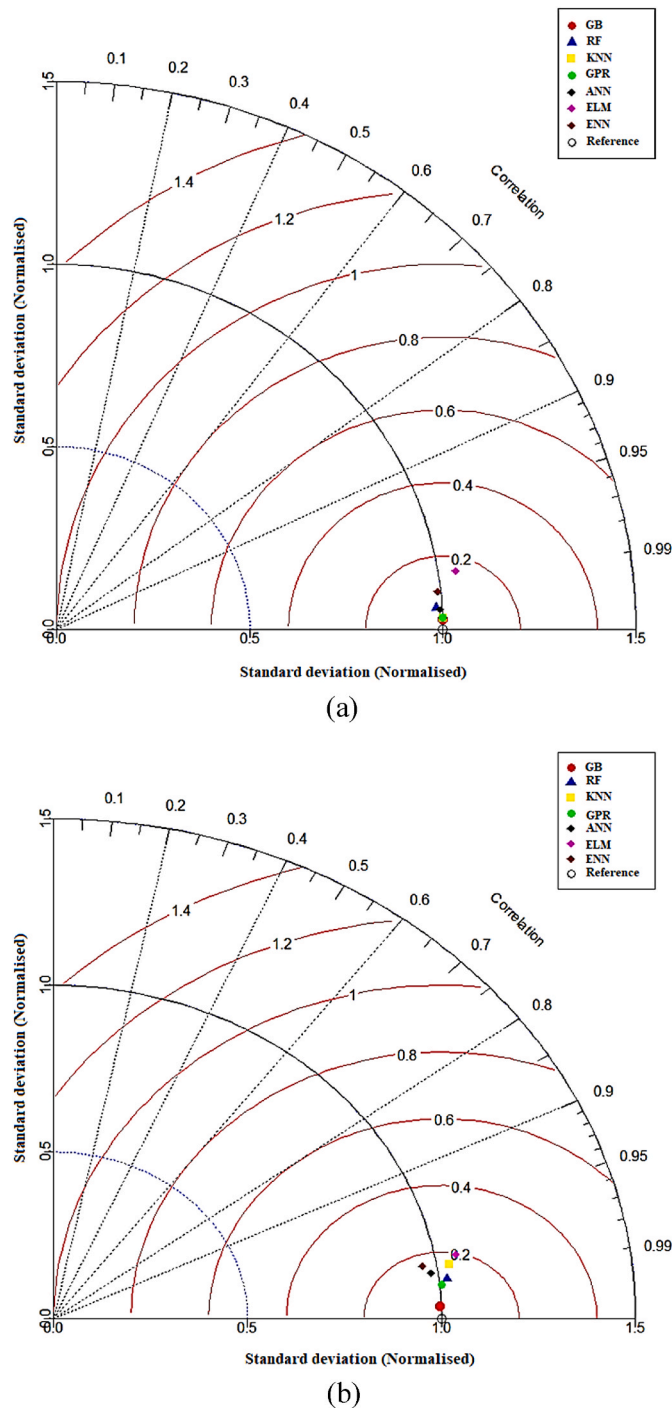 GB
RF
KNN
GPR
ANN
ELM
ENN
Reference
0.1
0.2
0.3
0.4
0.5
0.6
0.7
0.8
0.9
0.95
0.99
Correlation
1.5
1.0
0.5
0.0
Standard deviation (Normalised)
1.4
1.2
1
0.8
0.6
0.4
0.2
0.0
0.5
1.0
1.5
Standard deviation (Normalised)
(a)
GB
RF
KNN
GPR
ANN
ELM
ENN
Reference
0.1
0.2
0.3
0.4
0.5
0.6
0.7
0.8
0.9
0.95
0.99
Correlation
1.5
1.0
0.5
0.0
Standard deviation (Normalised)
1.4
1.2
1
0.8
0.6
0.4
0.2
0.0
0.5
1.0
1.5
Standard deviation (Normalised)
(b)